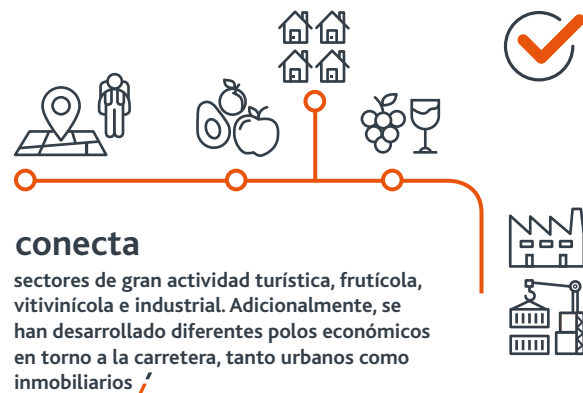 conecta
sectores de gran actividad turística, frutícola,
vitivinícola e industrial. Adicionalmente, se
han desarrollado diferentes polos económicos
en torno a la carretera, tanto urbanos como
inmobiliarios